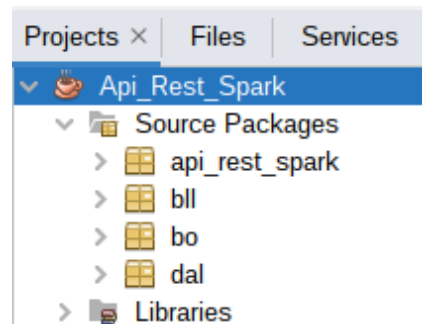 Projects × Files Services
Api_Rest_Spark
Source Packages
api_rest_spark
bll
bo
dal
Libraries